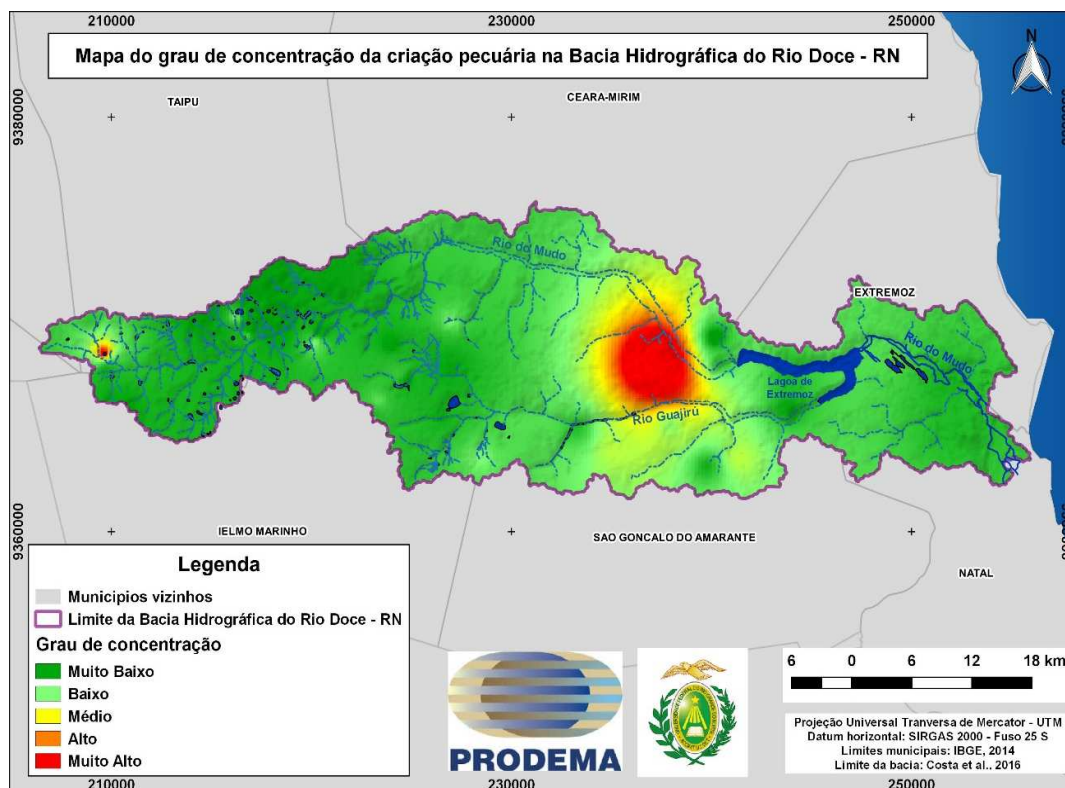 210000
230000
250000
Mapa do grau de concentração da criação pecuária na Bacia Hidrográfica do Rio Doce - RN
N
9380000
TAIPU
CEARA-MIRIM
Rio do Mudo
EXTREMOZ
Rio do Mudo
Lagoa de
Extremoz
Rio Guajirú
9360000
IELMO MARINHO
SAO GONCALO DO AMARANTE
NATAL
Legenda
Municipios vizinhos
Limite da Bacia Hidrográfica do Rio Doce - RN
Grau de concentração
Muito Baixo
Baixo
Médio
Alto
Muito Alto
PRODEMA
6 0 6 12 18 km
Projeção Universal Tranversa de Mercator - UTM
Datum horizontal: SIRGAS 2000 - Fuso 25 S
Limites municipais: IBGE, 2014
Limite da bacia: Costa et al., 2016
210000
230000
250000